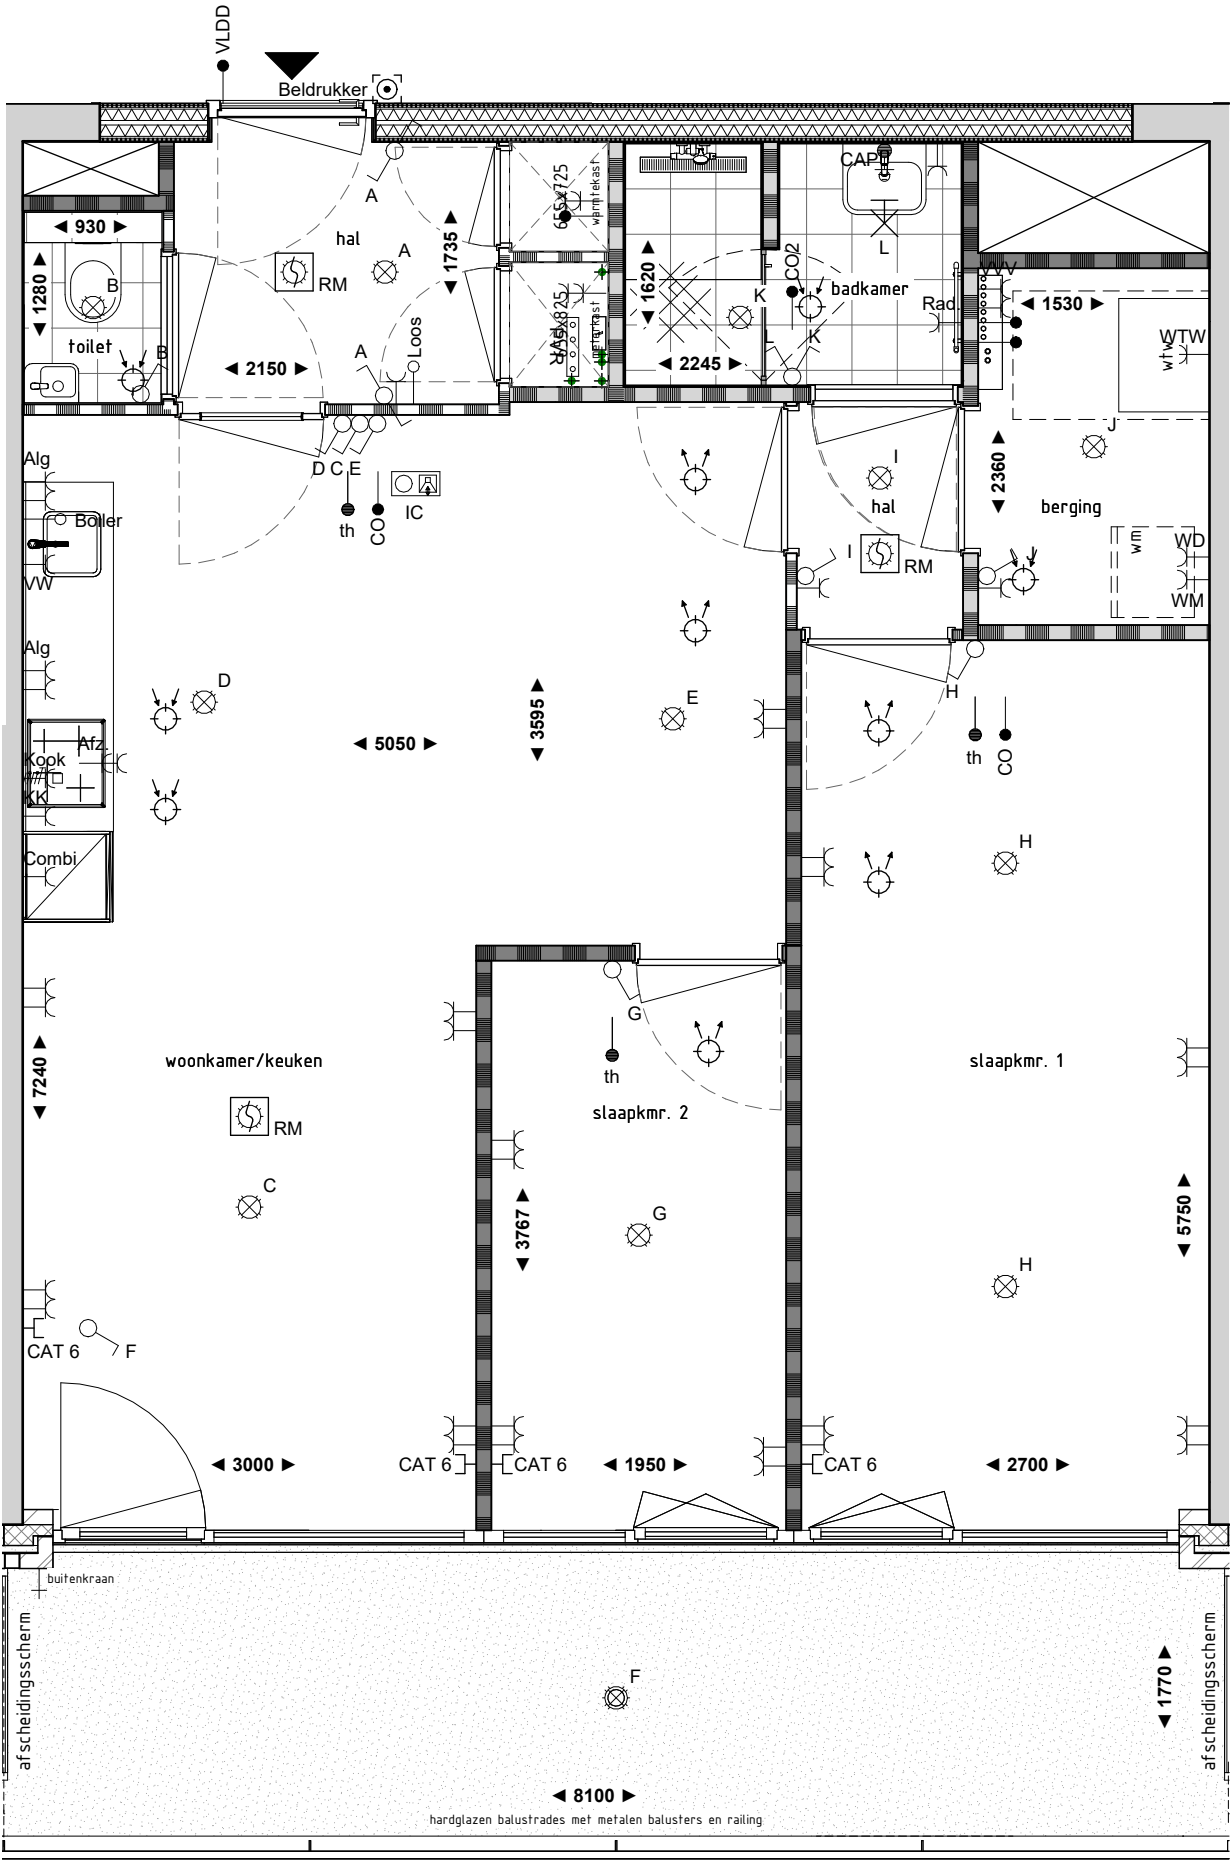 VLDD
Beldrukker
A
hal
A
RM
1735
2150
A
Loos
930
1280
B
toilet
B
655x725
warmtekast
meterkast
CAP
L
1620
CO2
K
badkamer
L
K
2245
VVV
Rad.
1530
WTW
wtw
J
2360
berging
wm
WD
WM
J
I
hal
I
RM
Alg
Boiler
VW
Alg
D C E
th
CO
IC
D
E
3595
5050
Afz.
Kook
KK
Combi
H
th
CO
H
G
th
7240
woonkamer/keuken
RM
C
slaapkmr. 2
slaapkmr. 1
3767
G
5750
H
CAT 6
F
3000
CAT 6
CAT 6
1950
CAT 6
2700
buitenkraan
afscheidingsscherm
F
1770
afscheidingsscherm
8100
hardglazen balustrades met metalen balusters en railing